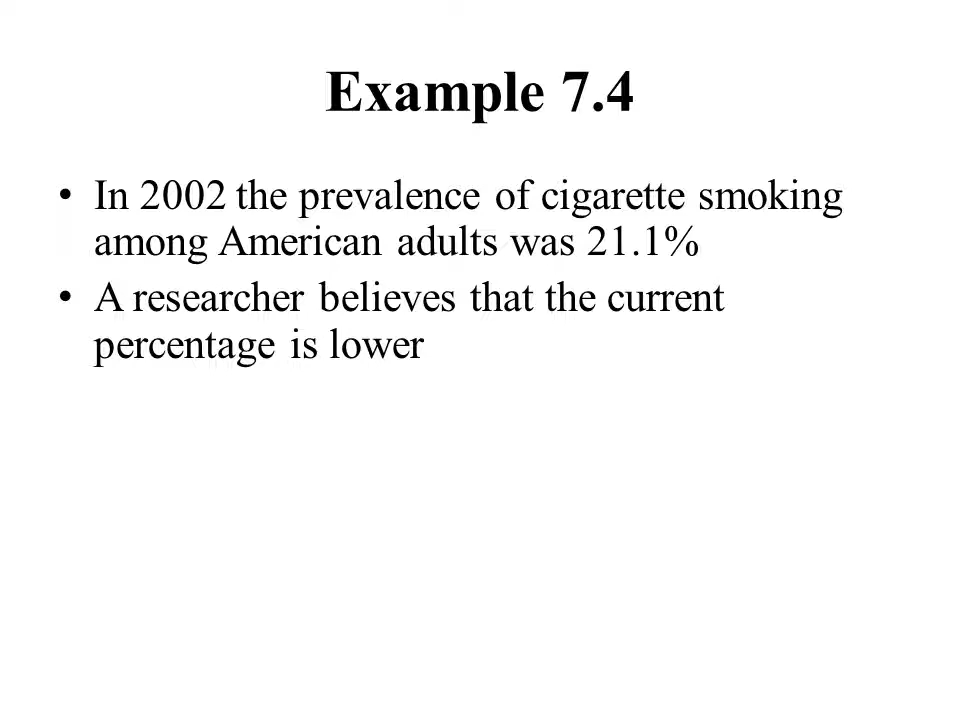 Example 7.4
• In 2002 the prevalence of cigarette smoking
among American adults was 21.1%
• A researcher believes that the current
percentage is lower